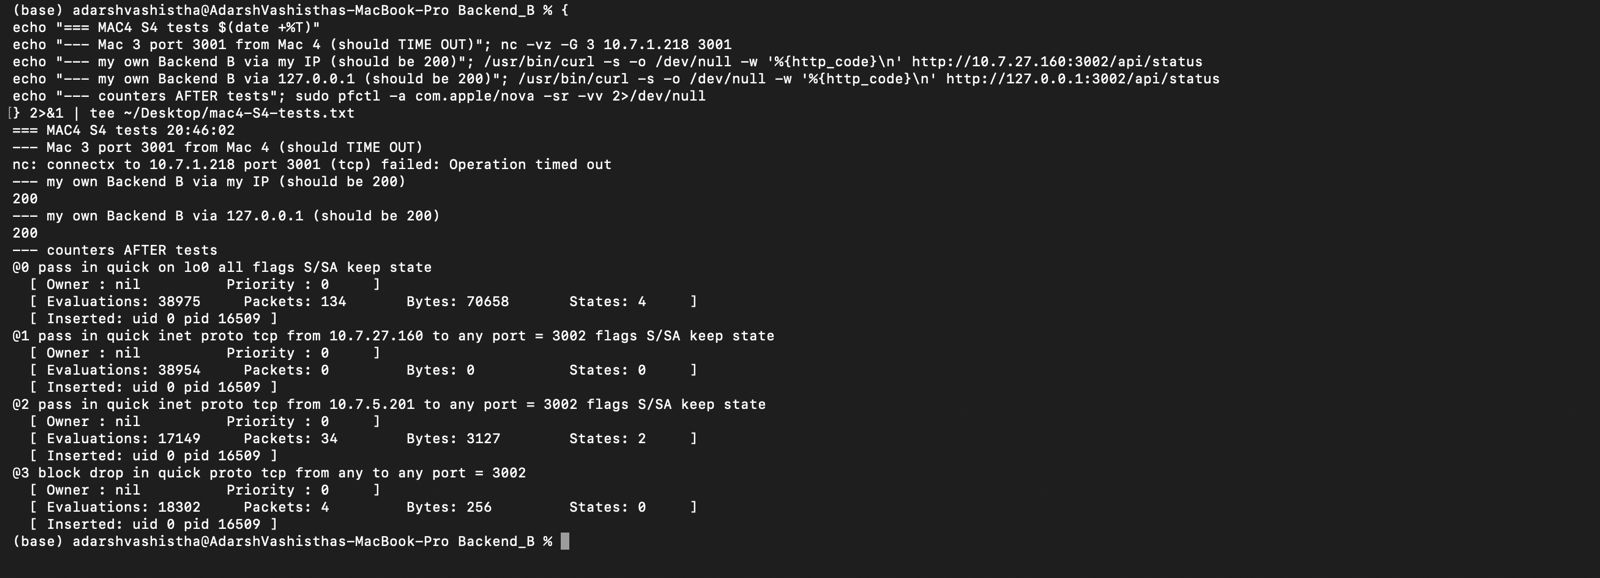 (base) adarshvashistha@AdarshVashisthas-MacBook-Pro Backend_B % {
echo "=== MAC4 S4 tests $(date +%T)"
echo "--- Mac 3 port 3001 from Mac 4 (should TIME OUT)"; nc -vz -G 3 10.7.1.218 3001
echo "--- my own Backend B via my IP (should be 200)"; /usr/bin/curl -s -o /dev/null -w '%{http_code}\n' http://10.7.27.160:3002/api/status
echo "--- my own Backend B via 127.0.0.1 (should be 200)"; /usr/bin/curl -s -o /dev/null -w '%{http_code}\n' http://127.0.0.1:3002/api/status
echo "--- counters AFTER tests"; sudo pfctl -a com.apple/nova -sr -vv 2>/dev/null
[} 2>&1 | tee ~/Desktop/mac4-S4-tests.txt
=== MAC4 S4 tests 20:46:02
--- Mac 3 port 3001 from Mac 4 (should TIME OUT)
nc: connectx to 10.7.1.218 port 3001 (tcp) failed: Operation timed out
--- my own Backend B via my IP (should be 200)
200
--- my own Backend B via 127.0.0.1 (should be 200)
200
--- counters AFTER tests
@0 pass in quick on lo0 all flags S/SA keep state
  [ Owner : nil          Priority : 0     ]
  [ Evaluations: 38975     Packets: 134       Bytes: 70658       States: 4     ]
  [ Inserted: uid 0 pid 16509 ]
@1 pass in quick inet proto tcp from 10.7.27.160 to any port = 3002 flags S/SA keep state
  [ Owner : nil          Priority : 0     ]
  [ Evaluations: 38954     Packets: 0         Bytes: 0           States: 0     ]
  [ Inserted: uid 0 pid 16509 ]
@2 pass in quick inet proto tcp from 10.7.5.201 to any port = 3002 flags S/SA keep state
  [ Owner : nil          Priority : 0     ]
  [ Evaluations: 17149     Packets: 34        Bytes: 3127        States: 2     ]
  [ Inserted: uid 0 pid 16509 ]
@3 block drop in quick proto tcp from any to any port = 3002
  [ Owner : nil          Priority : 0     ]
  [ Evaluations: 18302     Packets: 4         Bytes: 256         States: 0     ]
  [ Inserted: uid 0 pid 16509 ]
(base) adarshvashistha@AdarshVashisthas-MacBook-Pro Backend_B %